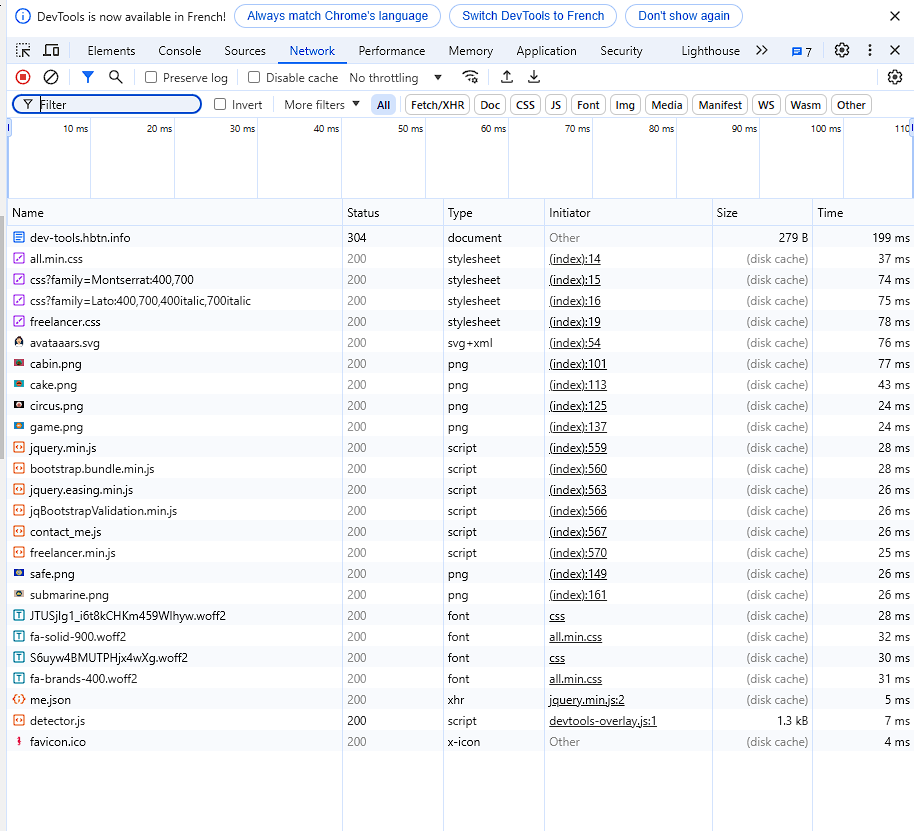 DevTools is now available in French! Always match Chrome's language Switch DevTools to French Don't show again
Elements Console Sources Network Performance Memory Application Security Lighthouse 7
Preserve log Disable cache No throttling
Filter Invert More filters All Fetch/XHR Doc CSS JS Font Img Media Manifest WS Wasm Other
10 ms 20 ms 30 ms 40 ms 50 ms 60 ms 70 ms 80 ms 90 ms 100 ms 110
Name Status Type Initiator Size Time
dev-tools.hbtn.info 304 document Other 279 B 199 ms
all.min.css 200 stylesheet (index):14 (disk cache) 37 ms
css?family=Montserrat:400,700 200 stylesheet (index):15 (disk cache) 74 ms
css?family=Lato:400,700,400italic,700italic 200 stylesheet (index):16 (disk cache) 75 ms
freelancer.css 200 stylesheet (index):19 (disk cache) 78 ms
avataaars.svg 200 svg+xml (index):54 (disk cache) 76 ms
cabin.png 200 png (index):101 (disk cache) 77 ms
cake.png 200 png (index):113 (disk cache) 43 ms
circus.png 200 png (index):125 (disk cache) 24 ms
game.png 200 png (index):137 (disk cache) 24 ms
jquery.min.js 200 script (index):559 (disk cache) 28 ms
bootstrap.bundle.min.js 200 script (index):560 (disk cache) 28 ms
jquery.easing.min.js 200 script (index):563 (disk cache) 26 ms
jqBootstrapValidation.min.js 200 script (index):566 (disk cache) 26 ms
contact_me.js 200 script (index):567 (disk cache) 26 ms
freelancer.min.js 200 script (index):570 (disk cache) 25 ms
safe.png 200 png (index):149 (disk cache) 26 ms
submarine.png 200 png (index):161 (disk cache) 26 ms
JTUSjIg1_i6t8kCHKm459Wlhyw.woff2 200 font css (disk cache) 28 ms
fa-solid-900.woff2 200 font all.min.css (disk cache) 32 ms
S6uyw4BMUTPHjx4wXg.woff2 200 font css (disk cache) 30 ms
fa-brands-400.woff2 200 font all.min.css (disk cache) 31 ms
me.json 200 xhr jquery.min.js:2 (disk cache) 5 ms
detector.js 200 script devtools-overlay.js:1 1.3 kB 7 ms
favicon.ico 200 x-icon Other (disk cache) 4 ms